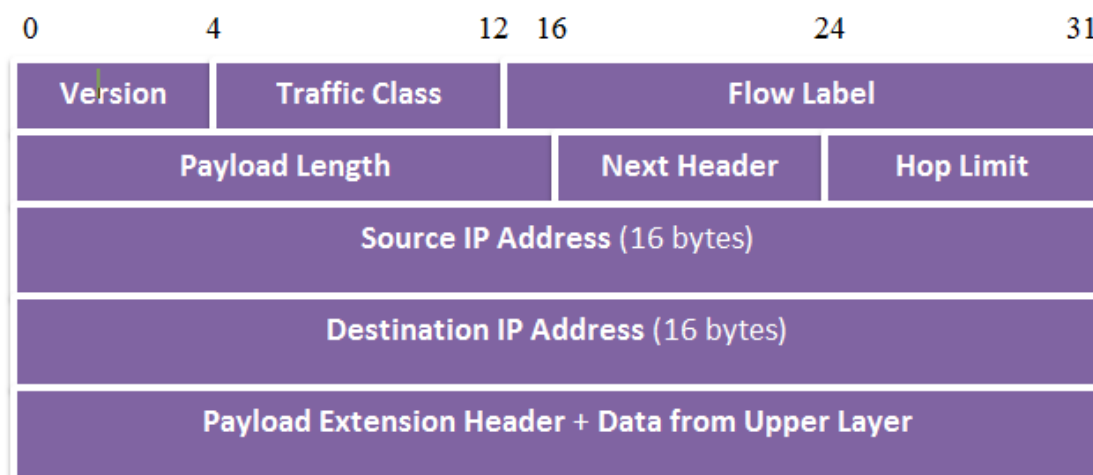 0 4 12 16 24 31
Version Traffic Class Flow Label
Payload Length Next Header Hop Limit
Source IP Address (16 bytes)
Destination IP Address (16 bytes)
Payload Extension Header + Data from Upper Layer